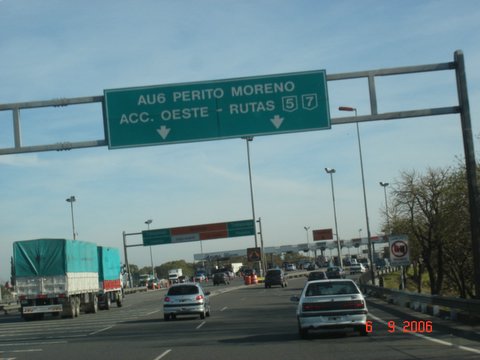 AU6 PERITO MORENO
ACC. OESTE - RUTAS 5 7
6 9 2006